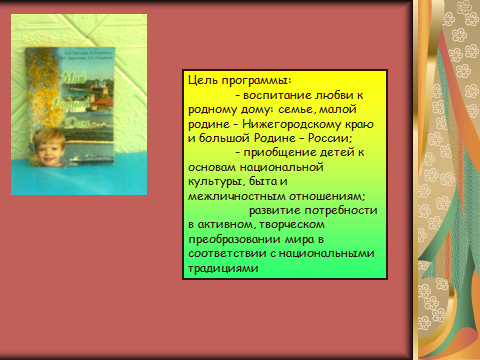 Мой
Родной
Дом
Цель программы:
– воспитание любви к
родному дому: семье, малой
родине – Нижегородскому краю
и большой Родине – России;
– приобщение детей к
основам национальной
культуры, быта и
межличностным отношениям;
развитие потребности
в активном, творческом
преобразовании мира в
соответствии с национальными
традициями